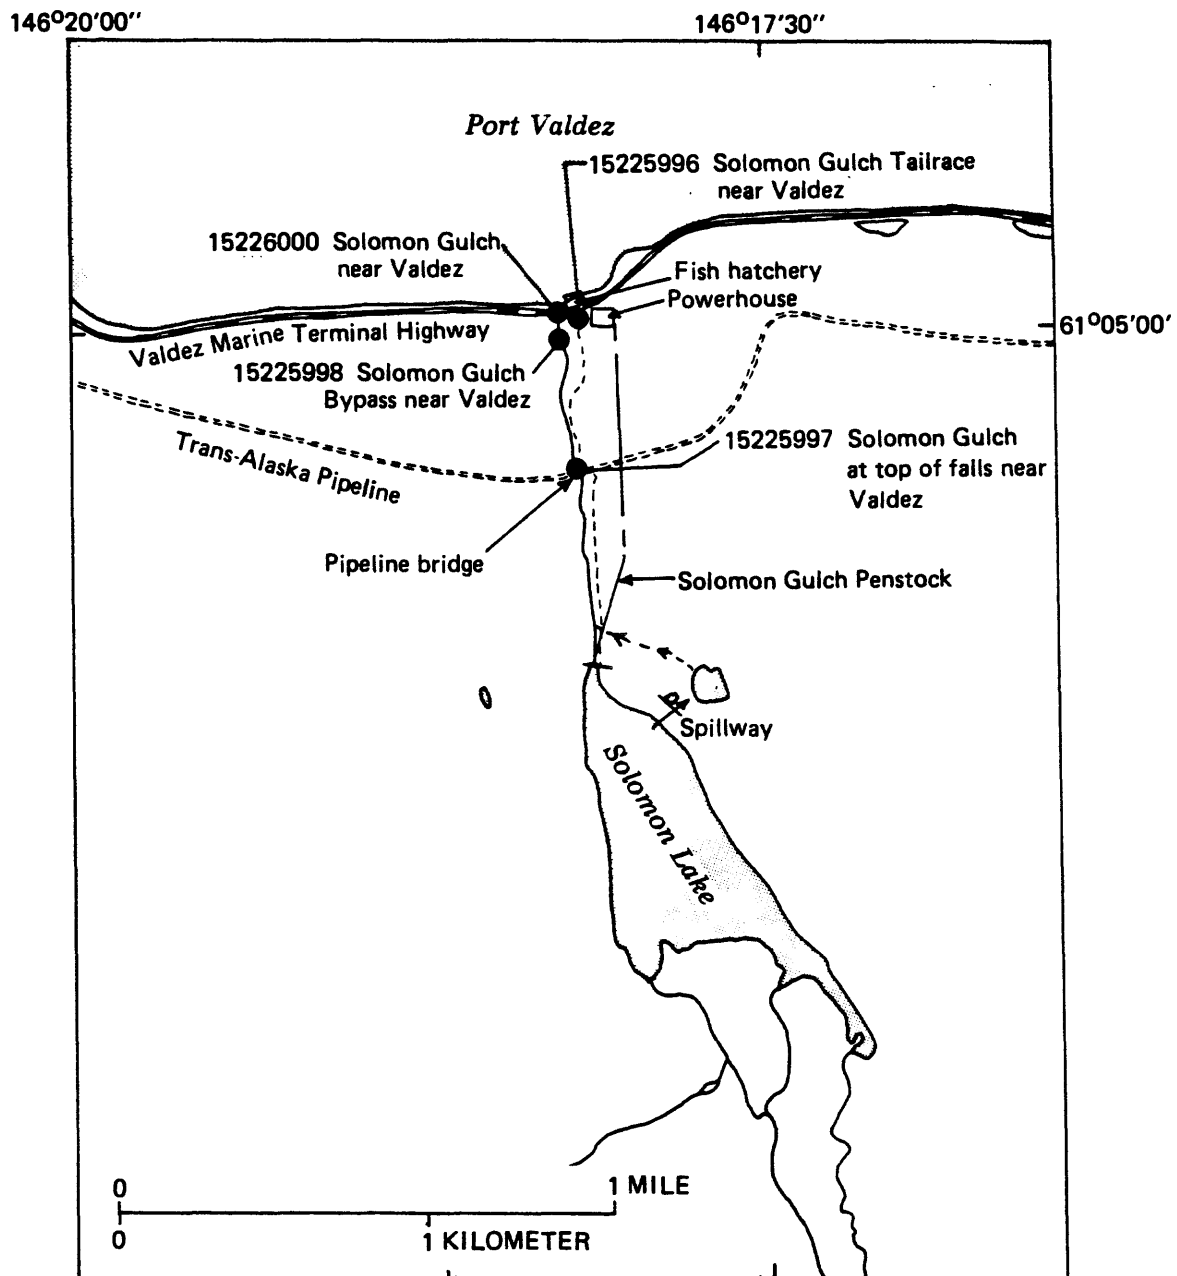 146°20'00"
146°17'30"
Port Valdez
15225996 Solomon Gulch Tailrace
near Valdez
15226000 Solomon Gulch
near Valdez
Fish hatchery
Powerhouse
61°05'00'
Valdez Marine Terminal Highway
15225998 Solomon Gulch
Bypass near Valdez
Trans-Alaska Pipeline
15225997 Solomon Gulch
at top of falls near
Valdez
Pipeline bridge
Solomon Gulch Penstock
Spillway
Solomon Lake
0
1 MILE
0
1 KILOMETER